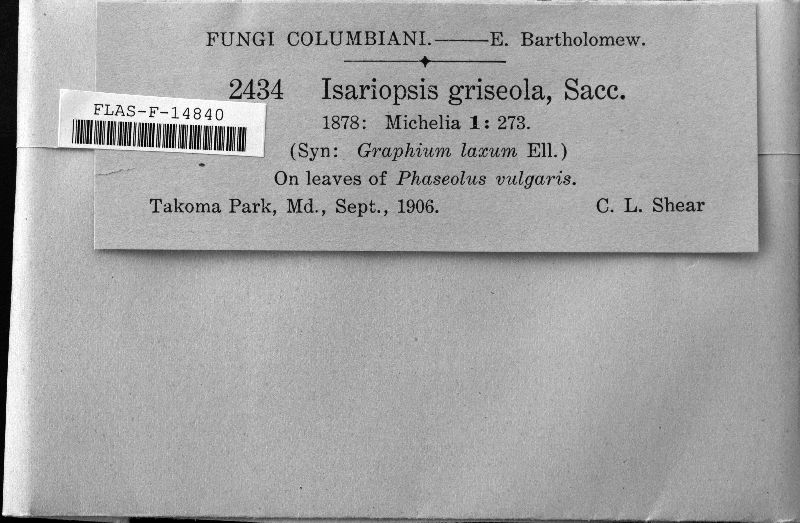 FUNGI COLUMBIANI.——E. Bartholomew.
2434 Isariopsis griseola, Sacc.
FLAS-F-14840
1878: Michelia 1: 273.
(Syn: Graphium laxum Ell.)
On leaves of Phaseolus vulgaris.
Takoma Park, Md., Sept., 1906. C. L. Shear